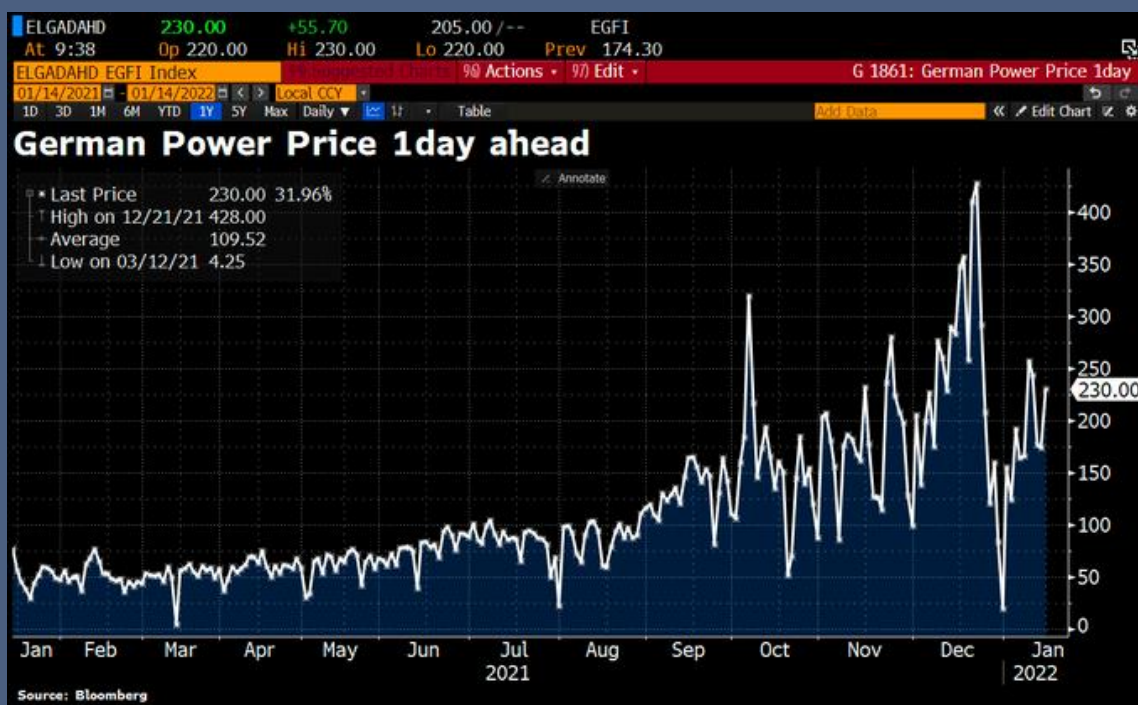 ELGADAHD 230.00 +55.70 205.00 /-- EGFI
At 9:38 Op 220.00 Hi 230.00 Lo 220.00 Prev 174.30
ELGADAHD EGFI Index 96) Actions 97) Edit G 1861: German Power Price 1day
01/14/2021 - 01/14/2022 Local CCY
1D 3D 1M 6M YTD 1Y 5Y Max Daily ▼ Table Add Data « Edit Chart
German Power Price 1day ahead
Annotate
Last Price 230.00 31.96%
High on 12/21/21 428.00
Average 109.52
Low on 03/12/21 4.25
400
350
300
250
230.00
200
150
100
50
0
Jan Feb Mar Apr May Jun Jul Aug Sep Oct Nov Dec Jan
2021 2022
Source: Bloomberg